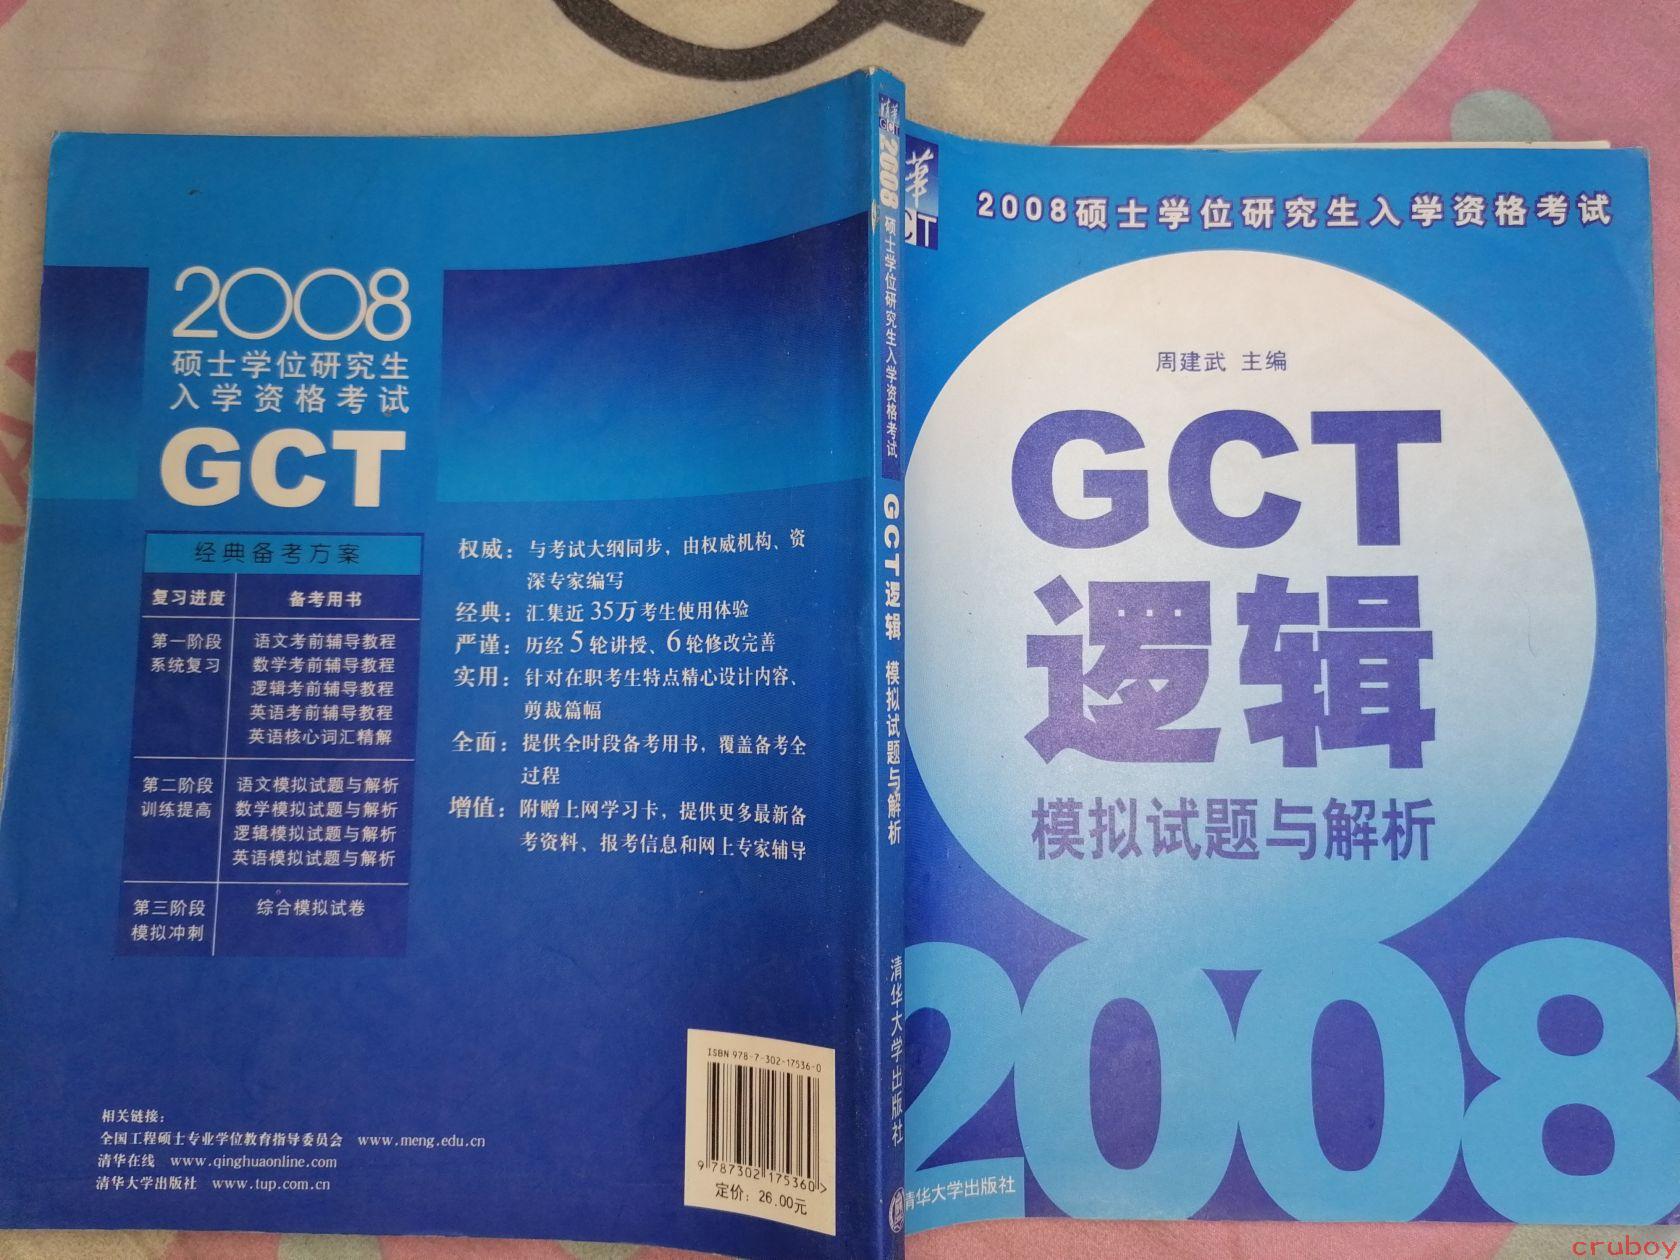 2008
硕士学位研究生
入学资格考试
GCT
经典备考方案
复习进度 备考用书
第一阶段
系统复习
语文考前辅导教程
数学考前辅导教程
逻辑考前辅导教程
英语考前辅导教程
英语核心词汇精解
第二阶段
训练提高
语文模拟试题与解析
数学模拟试题与解析
逻辑模拟试题与解析
英语模拟试题与解析
第三阶段
模拟冲刺
综合模拟试卷
权威：与考试大纲同步，由权威机构、资
深专家编写
经典：汇集近35万考生使用体验
严谨：历经5轮讲授、6轮修改完善
实用：针对在职考生特点精心设计内容、
剪裁篇幅
全面：提供全时段备考用书，覆盖备考全
过程
增值：附赠上网学习卡，提供更多最新备
考资料、报考信息和网上专家辅导
相关链接：
全国工程硕士专业学位教育指导委员会 www.meng.edu.cn
清华在线 www.qinghuaonline.com
清华大学出版社 www.tup.com.cn
ISBN 978-7-302-17536-0
9 787302 175360>
定价：26.00元
清華
GCT
2008硕士学位研究生入学资格考试
GCT逻辑 模拟试题与解析
清华大学出版社
華
CT
2008硕士学位研究生入学资格考试
周建武 主编
GCT
逻辑
模拟试题与解析
2008
清华大学出版社
cruboy